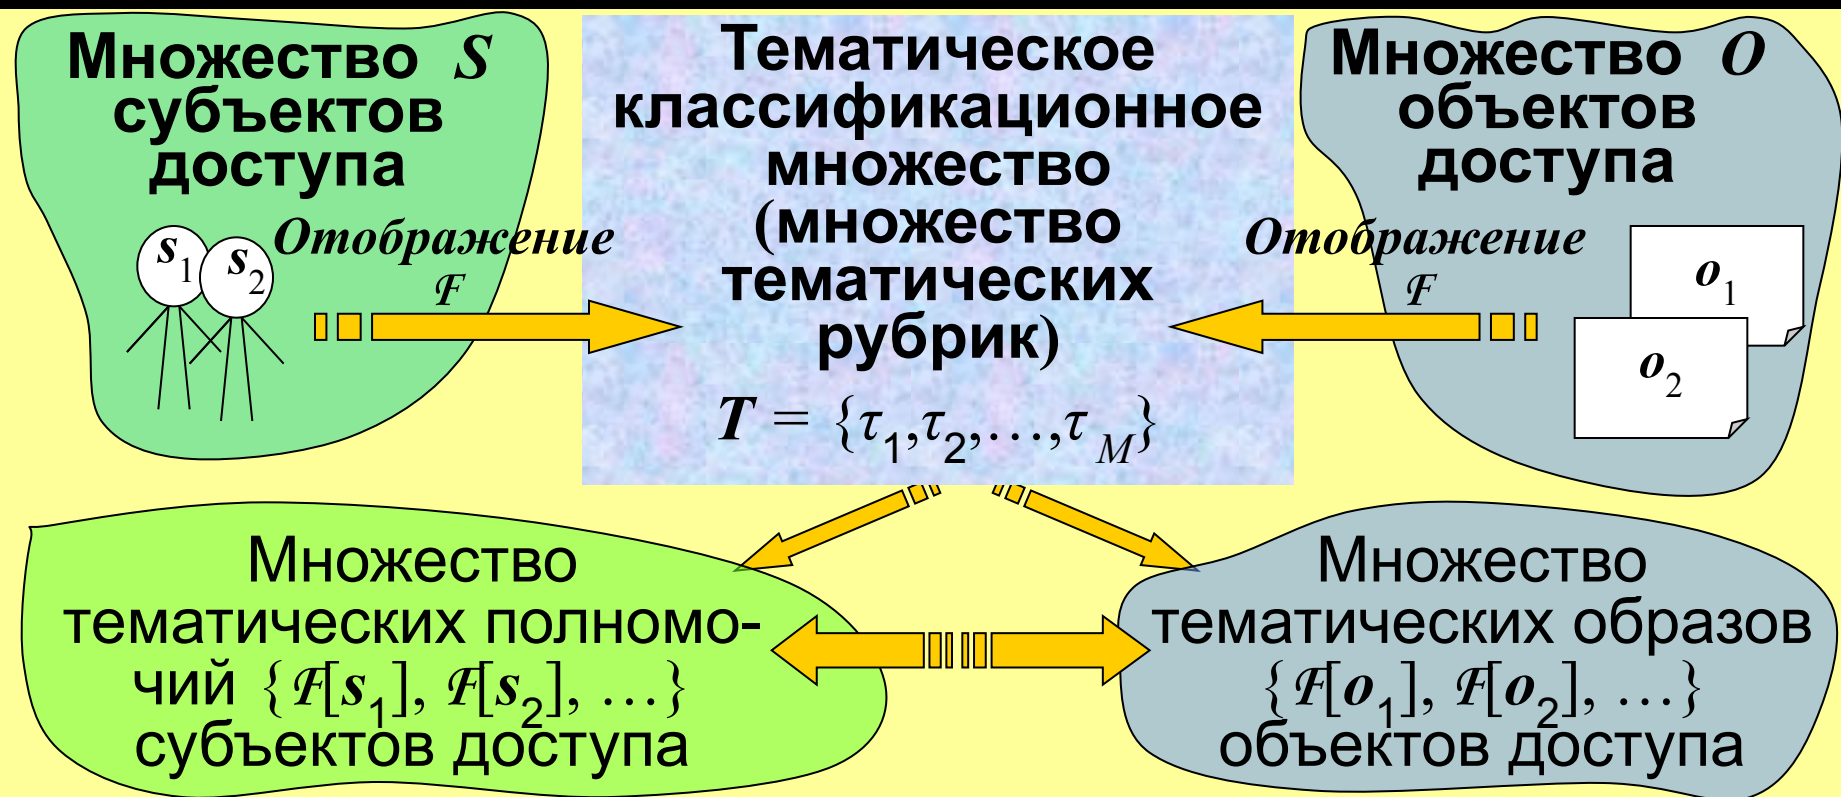 Множество S
субъектов
доступа
s1
s2
Отображение
F
Тематическое
классификационное
множество
(множество
тематических
рубрик)
T = {τ1,τ2,…,τM}
Множество O
объектов
доступа
Отображение
F
o1
o2
Множество
тематических полномо-
чий {F[s1], F[s2], …}
субъектов доступа
Множество
тематических образов
{F[o1], F[o2], …}
объектов доступа